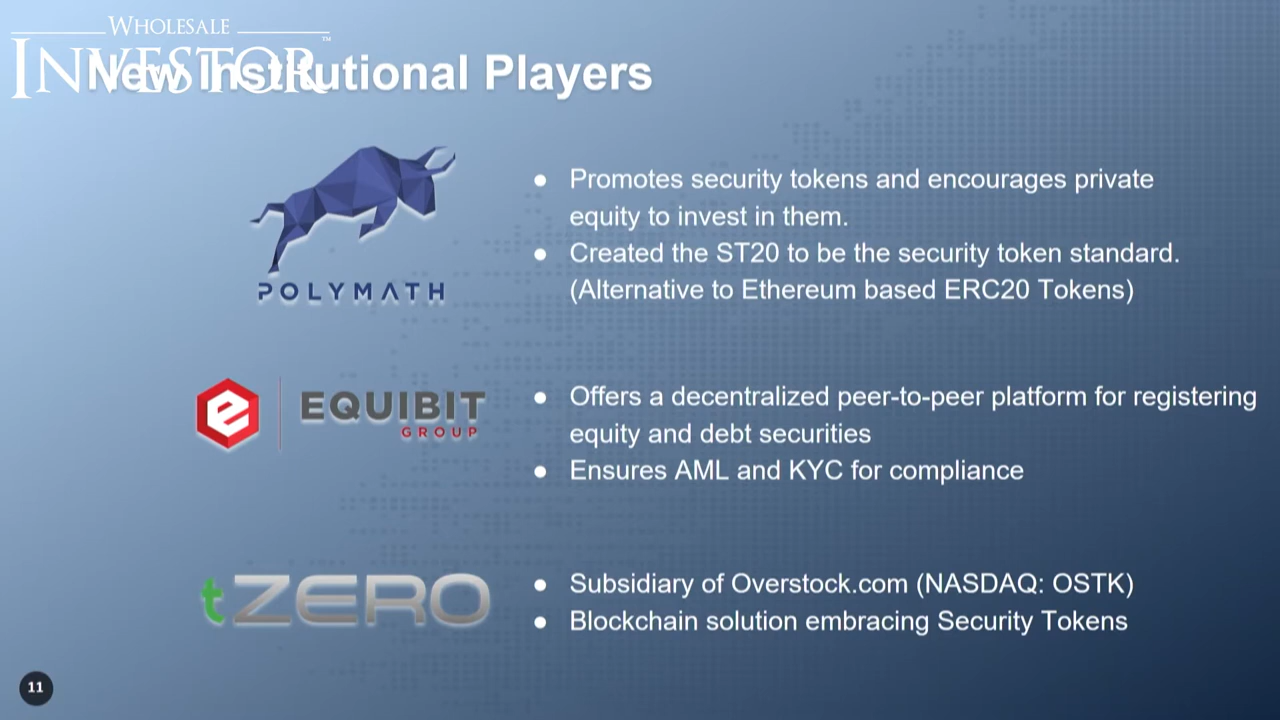 WHOLESALE
INVESTOR™
New Institutional Players
● Promotes security tokens and encourages private
equity to invest in them.
● Created the ST20 to be the security token standard.
(Alternative to Ethereum based ERC20 Tokens)
POLYMATH
● Offers a decentralized peer-to-peer platform for registering
equity and debt securities
● Ensures AML and KYC for compliance
e EQUIBIT
GROUP
● Subsidiary of Overstock.com (NASDAQ: OSTK)
● Blockchain solution embracing Security Tokens
tZERO
11